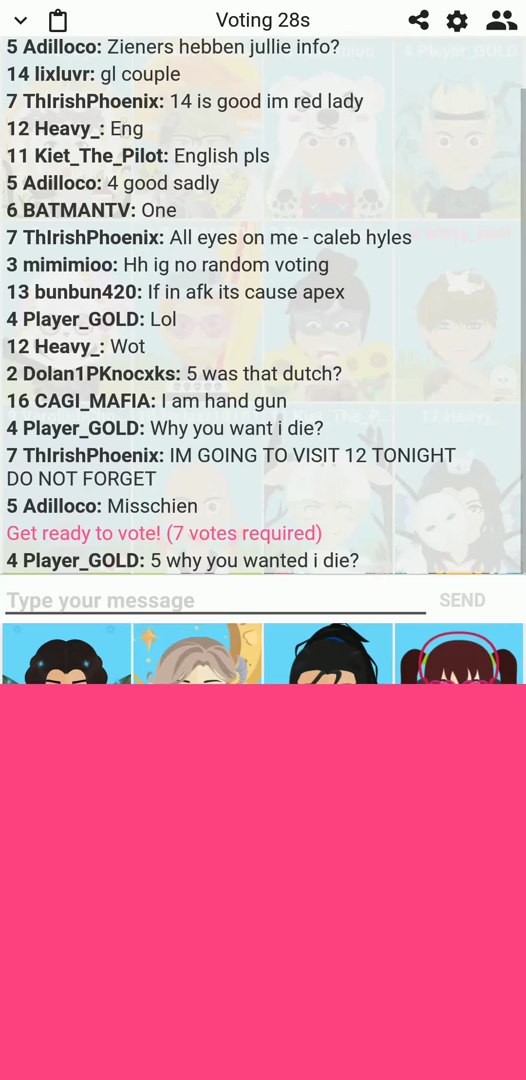 Voting 28s
5 Adilloco: Zieners hebben jullie info?
14 lixluvr: gl couple
7 ThIrishPhoenix: 14 is good im red lady
12 Heavy_: Eng
11 Kiet_The_Pilot: English pls
5 Adilloco: 4 good sadly
6 BATMANTV: One
7 ThIrishPhoenix: All eyes on me - caleb hyles
3 mimimioo: Hh ig no random voting
13 bunbun420: If in afk its cause apex
4 Player_GOLD: Lol
12 Heavy_: Wot
2 Dolan1PKnocxks: 5 was that dutch?
16 CAGI_MAFIA: I am hand gun
4 Player_GOLD: Why you want i die?
7 ThIrishPhoenix: IM GOING TO VISIT 12 TONIGHT
DO NOT FORGET
5 Adilloco: Misschien
Get ready to vote! (7 votes required)
4 Player_GOLD: 5 why you wanted i die?
Type your message
SEND